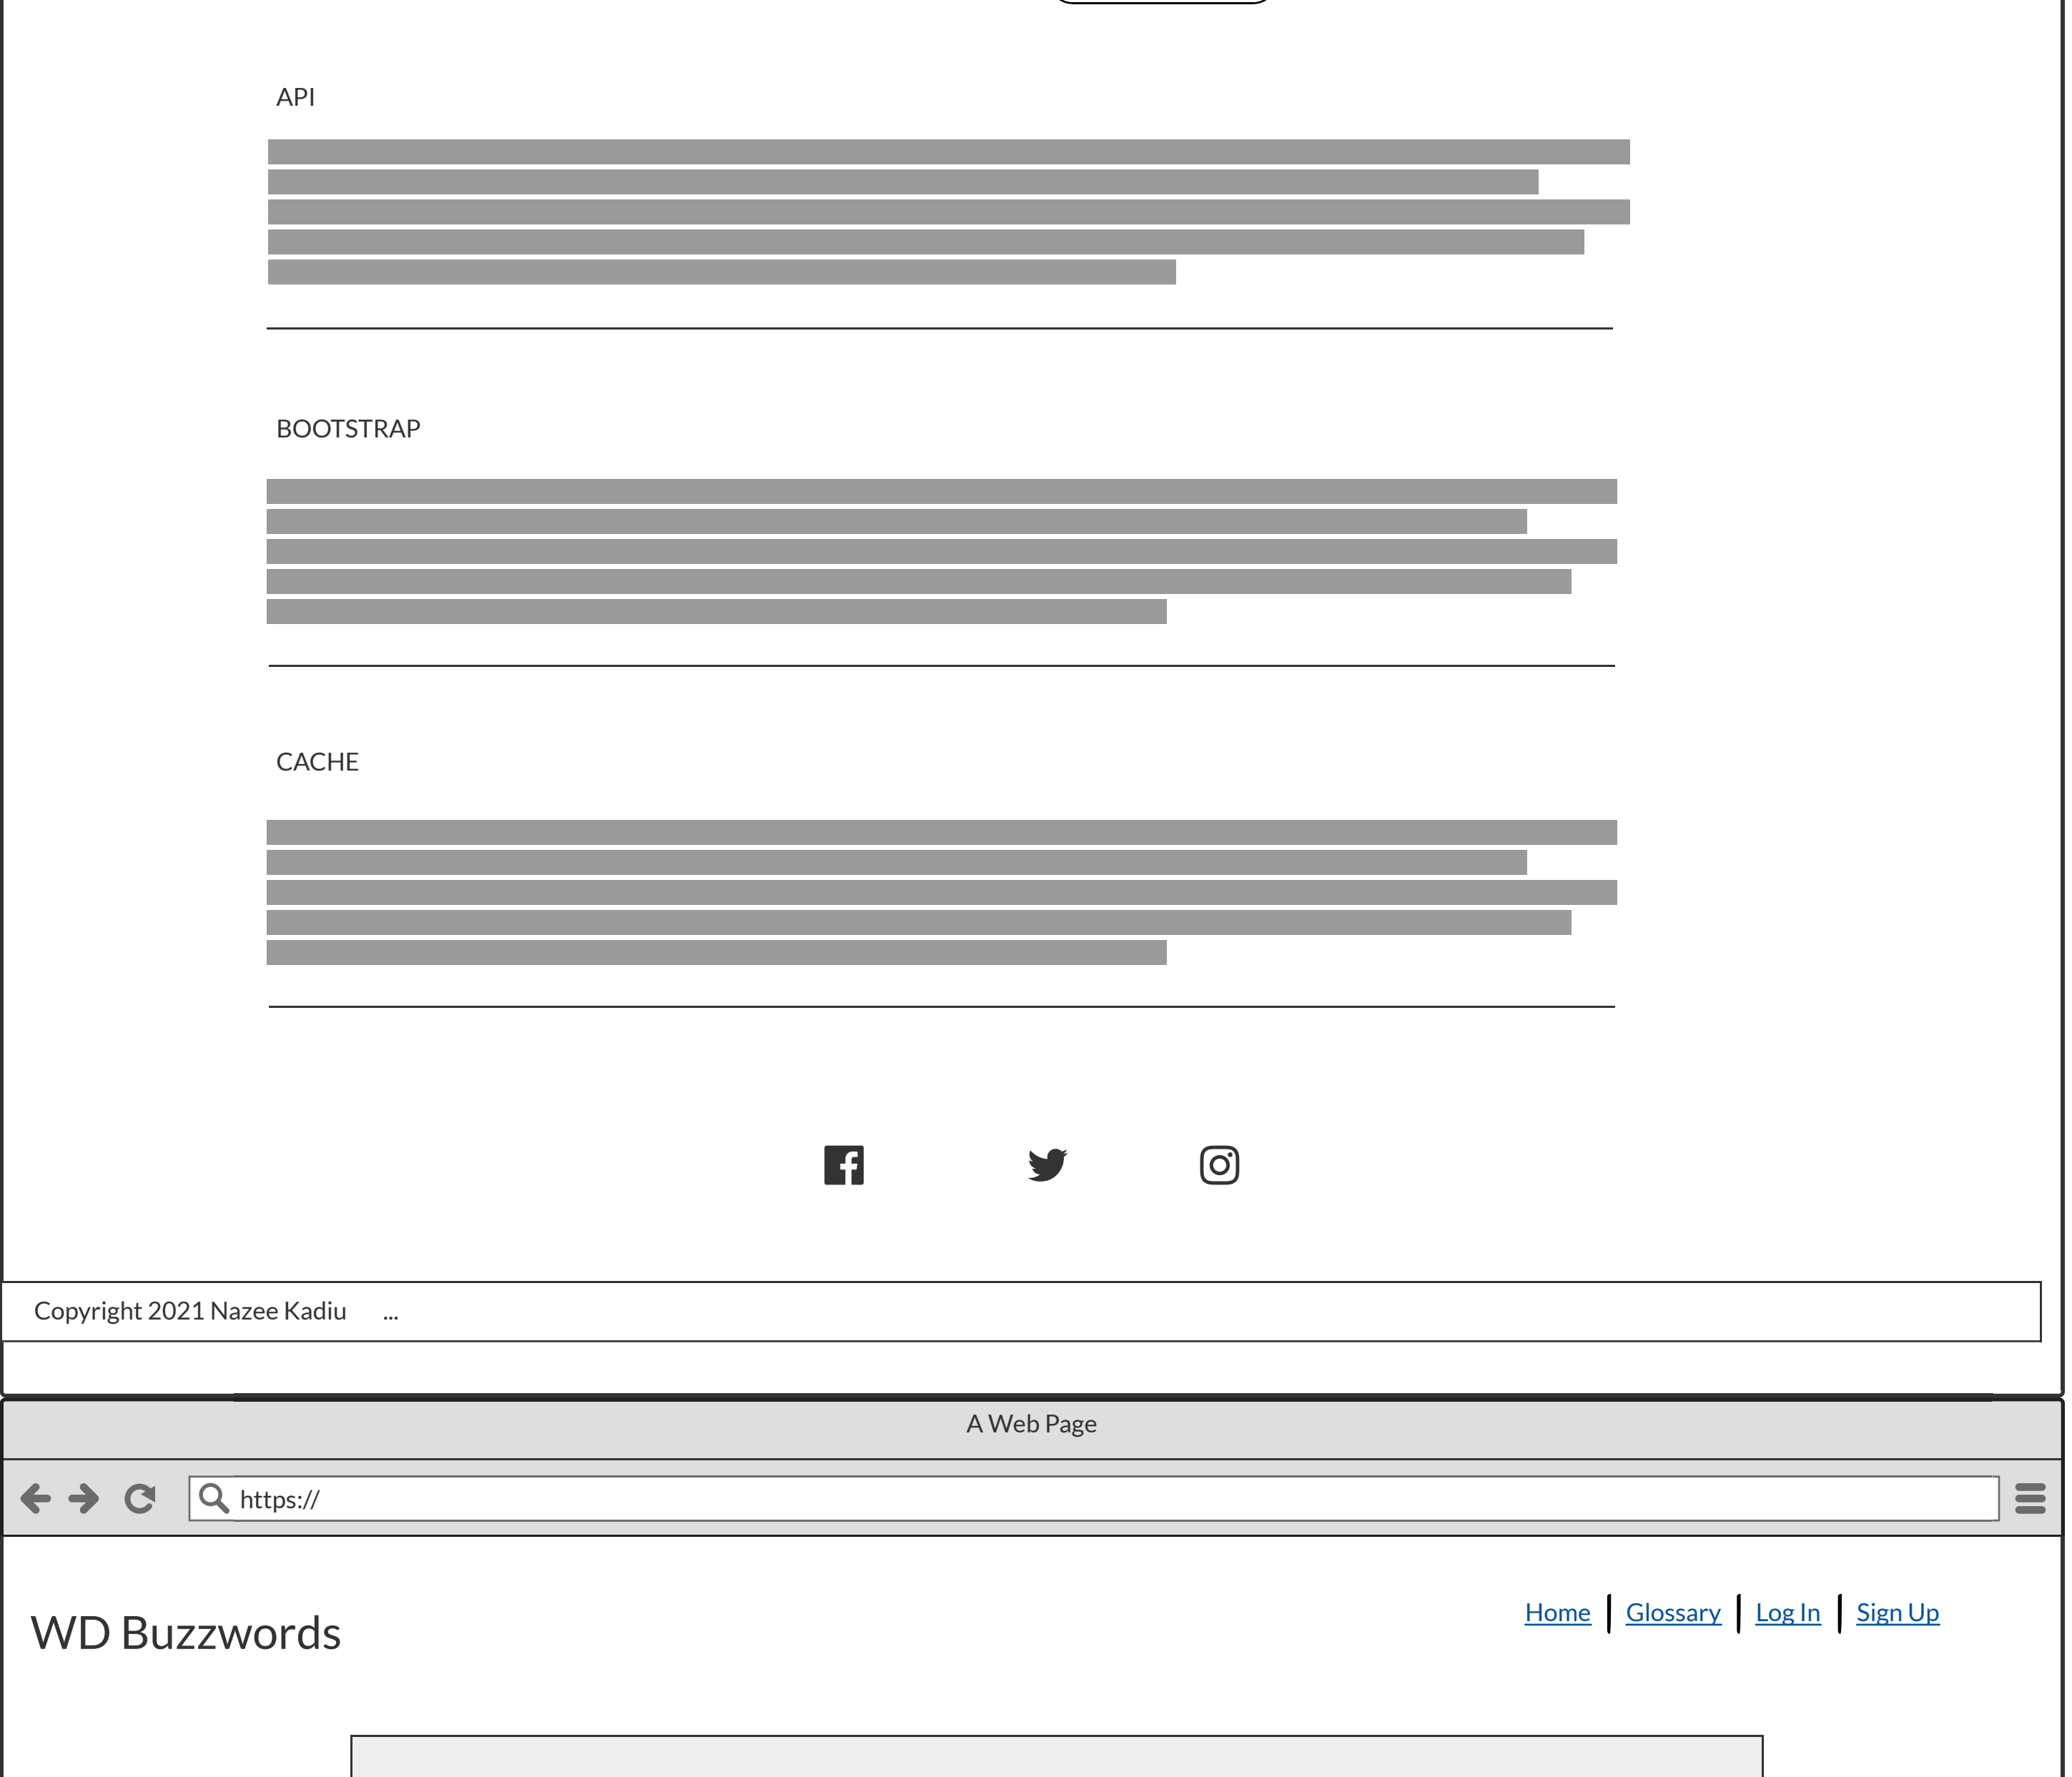 API
BOOTSTRAP
CACHE
Copyright 2021 Nazee Kadiu ...
A Web Page
https://
Home | Glossary | Log In | Sign Up
WD Buzzwords